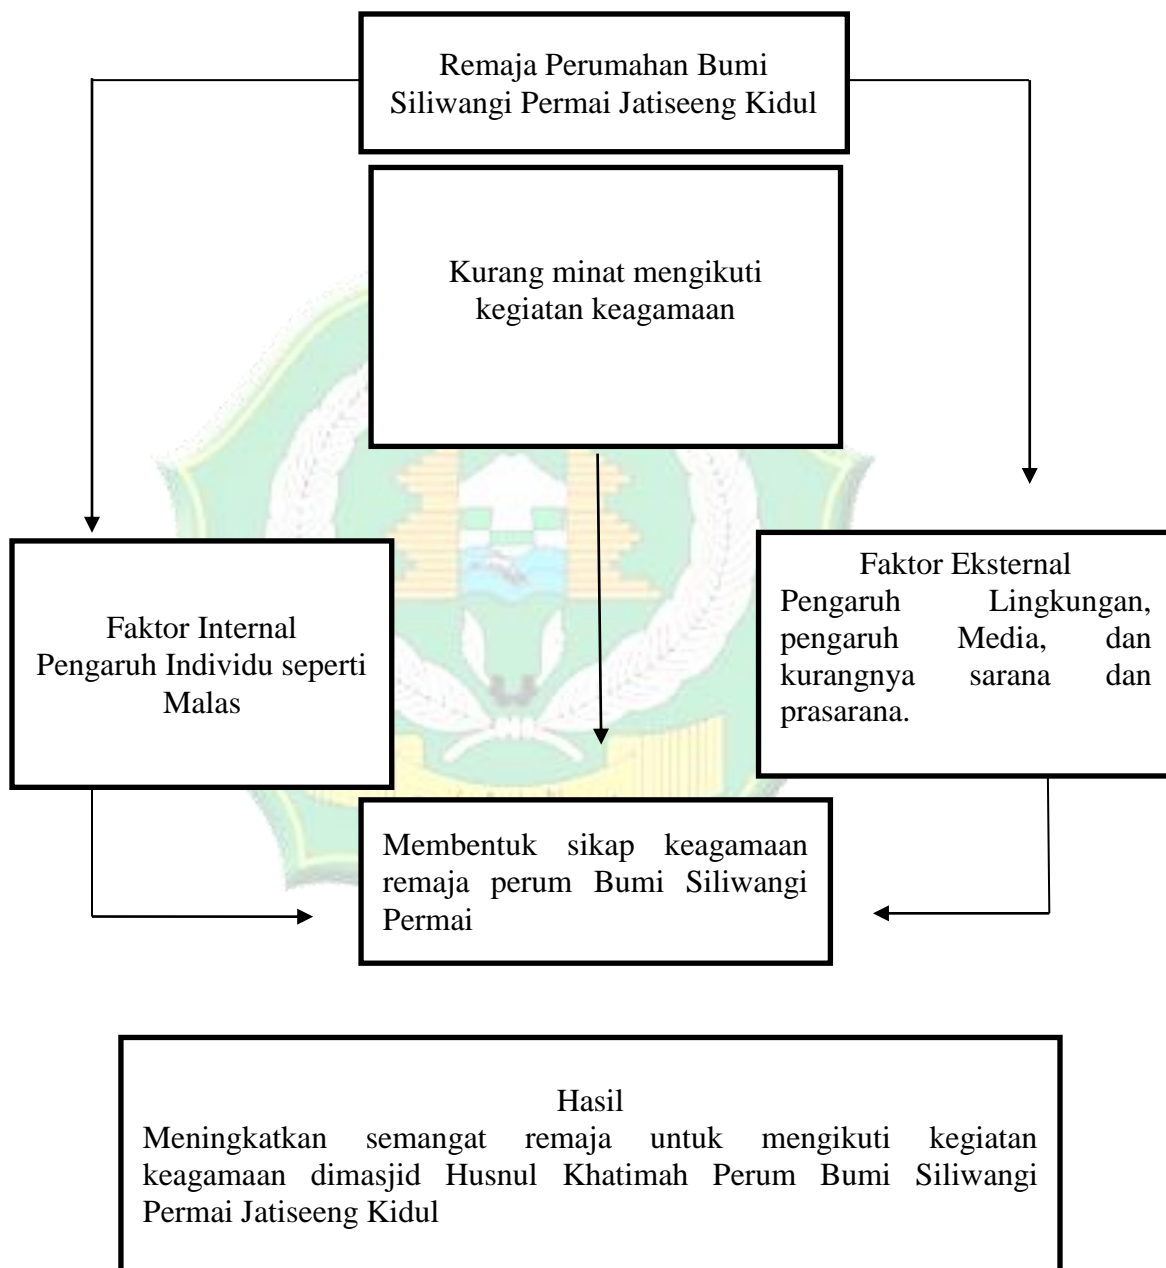 Remaja Perumahan Bumi
Siliwangi Permai Jatiseeng Kidul
Kurang minat mengikuti
kegiatan keagamaan
Faktor Internal
Pengaruh Individu seperti
Malas
Faktor Eksternal
Pengaruh Lingkungan,
pengaruh Media, dan
kurangnya sarana dan
prasarana.
Membentuk sikap keagamaan
remaja perum Bumi Siliwangi
Permai
Hasil
Meningkatkan semangat remaja untuk mengikuti kegiatan
keagamaan dimasjid Husnul Khatimah Perum Bumi Siliwangi
Permai Jatiseeng Kidul